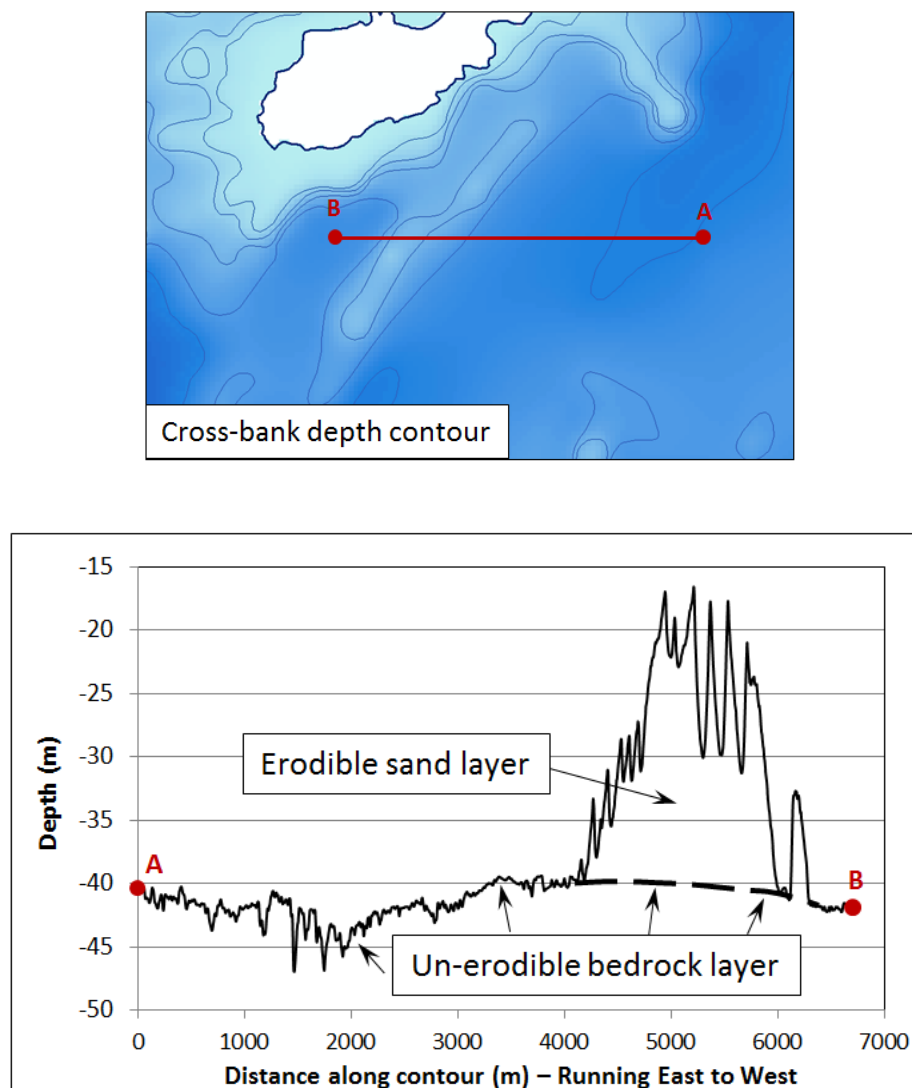 B
A
Cross-bank depth contour
-15
-20
-25
-30
-35
-40
-45
-50
Depth (m)
Erodible sand layer
A
B
Un-erodible bedrock layer
0
1000
2000
3000
4000
5000
6000
7000
Distance along contour (m) – Running East to West